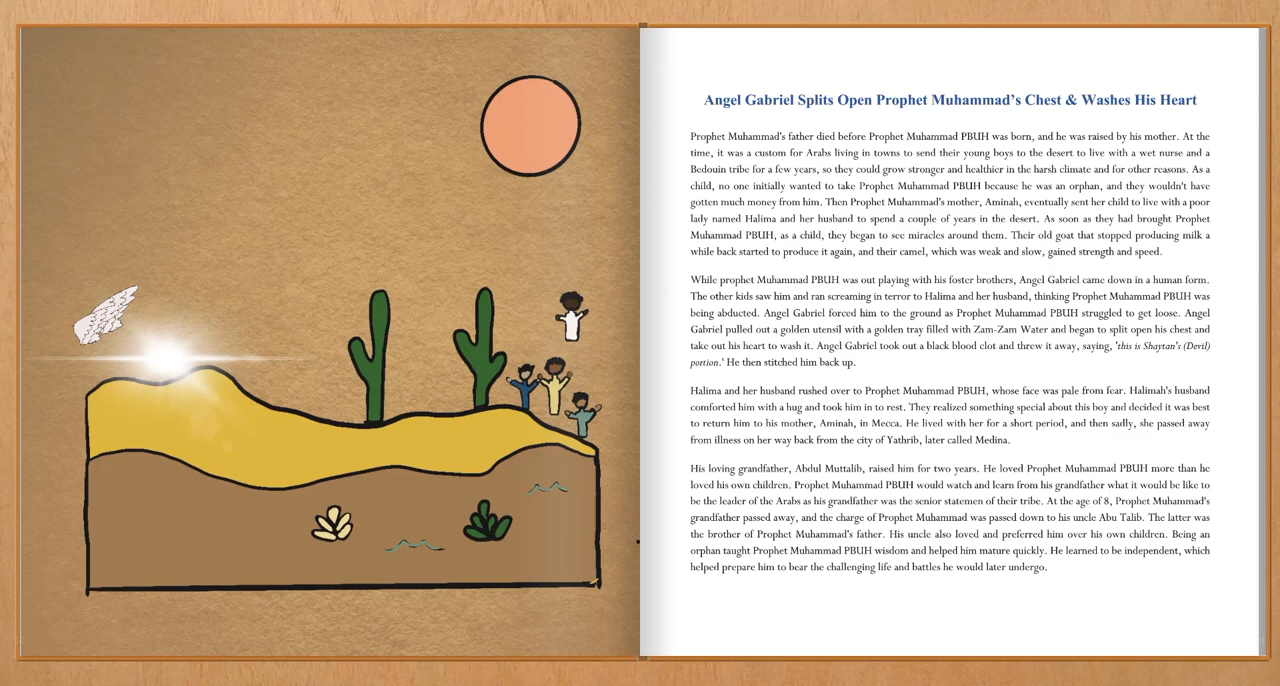 Angel Gabriel Splits Open Prophet Muhammad's Chest & Washes His Heart
Prophet Muhammad's father died before Prophet Muhammad PBUH was born, and he was raised by his mother. At the
time, it was a custom for Arabs living in towns to send their young boys to the desert to live with a wet nurse and a
Bedouin tribe for a few years, so they could grow stronger and healthier in the harsh climate and for other reasons. As a
child, no one initially wanted to take Prophet Muhammad PBUH because he was an orphan, and they wouldn't have
gotten much money from him. Then Prophet Muhammad's mother, Aminah, eventually sent her child to live with a poor
lady named Halima and her husband to spend a couple of years in the desert. As soon as they had brought Prophet
Muhammad PBUH, as a child, they began to see miracles around them. Their old goat that stopped producing milk a
while back started to produce it again, and their camel, which was weak and slow, gained strength and speed.
While prophet Muhammad PBUH was out playing with his foster brothers, Angel Gabriel came down in a human form.
The other kids saw him and ran screaming in terror to Halima and her husband, thinking Prophet Muhammad PBUH was
being abducted. Angel Gabriel forced him to the ground as Prophet Muhammad PBUH struggled to get loose. Angel
Gabriel pulled out a golden utensil with a golden tray filled with Zam-Zam Water and began to split open his chest and
take out his heart to wash it. Angel Gabriel took out a black blood clot and threw it away, saying, 'this is Shaytan's (Devil)
portion.' He then stitched him back up.
Halima and her husband rushed over to Prophet Muhammad PBUH, whose face was pale from fear. Halimah's husband
comforted him with a hug and took him in to rest. They realized something special about this boy and decided it was best
to return him to his mother, Aminah, in Mecca. He lived with her for a short period, and then sadly, she passed away
from illness on her way back from the city of Yathrib, later called Medina.
His loving grandfather, Abdul Muttalib, raised him for two years. He loved Prophet Muhammad PBUH more than he
loved his own children. Prophet Muhammad PBUH would watch and learn from his grandfather what it would be like to
be the leader of the Arabs as his grandfather was the senior statemen of their tribe. At the age of 8, Prophet Muhammad's
grandfather passed away, and the charge of Prophet Muhammad was passed down to his uncle Abu Talib. The latter was
the brother of Prophet Muhammad's father. His uncle also loved and preferred him over his own children. Being an
orphan taught Prophet Muhammad PBUH wisdom and helped him mature quickly. He learned to be independent, which
helped prepare him to bear the challenging life and battles he would later undergo.